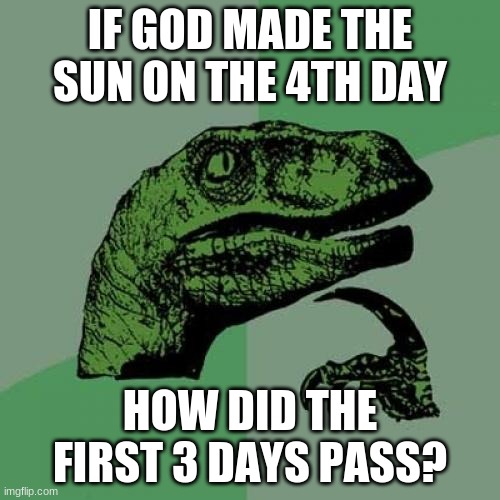 IF GOD MADE THE
SUN ON THE 4TH DAY
HOW DID THE
FIRST 3 DAYS PASS?
imgflip.com